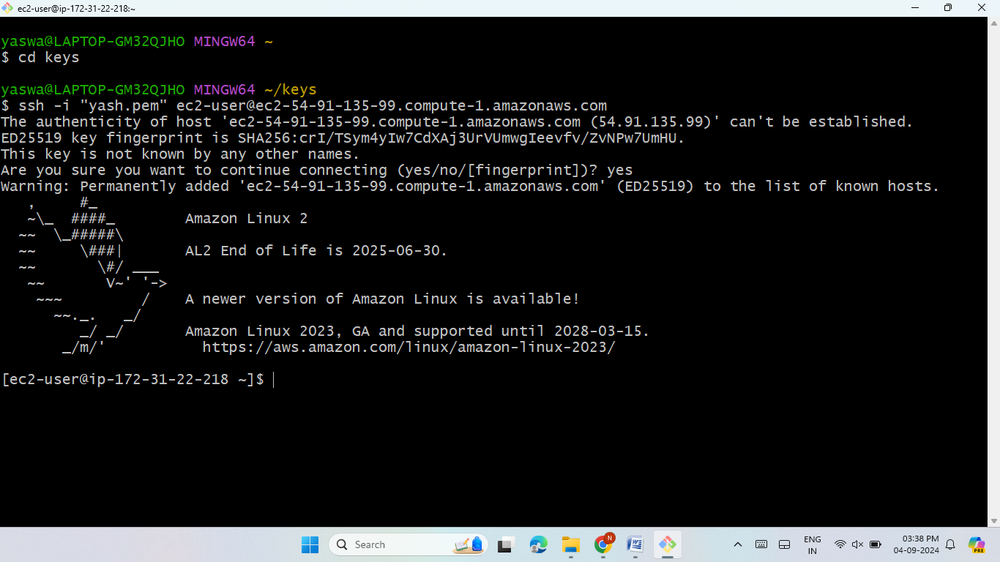 ec2-user@ip-172-31-22-218:~
yaswa@LAPTOP-GM32QJHO MINGW64 ~
$ cd keys
yaswa@LAPTOP-GM32QJHO MINGW64 ~/keys
$ ssh -i "yash.pem" ec2-user@ec2-54-91-135-99.compute-1.amazonaws.com
The authenticity of host 'ec2-54-91-135-99.compute-1.amazonaws.com (54.91.135.99)' can't be established.
ED25519 key fingerprint is SHA256:crI/TSym4yIw7CdXAj3UrVUmwgIeevfv/ZvNPw7UmHU.
This key is not known by any other names.
Are you sure you want to continue connecting (yes/no/[fingerprint])? yes
Warning: Permanently added 'ec2-54-91-135-99.compute-1.amazonaws.com' (ED25519) to the list of known hosts.
   ,     #_
   ~\_  ####_        Amazon Linux 2
  ~~  \_#####\
  ~~     \###|       AL2 End of Life is 2025-06-30.
  ~~       \#/ ___
   ~~       V~' '->
    ~~~         /    A newer version of Amazon Linux is available!
      ~~._.   _/
         _/ _/       Amazon Linux 2023, GA and supported until 2028-03-15.
       _/m/'           https://aws.amazon.com/linux/amazon-linux-2023/
[ec2-user@ip-172-31-22-218 ~]$
Search
N
ENG
IN
03:38 PM
04-09-2024
PRE